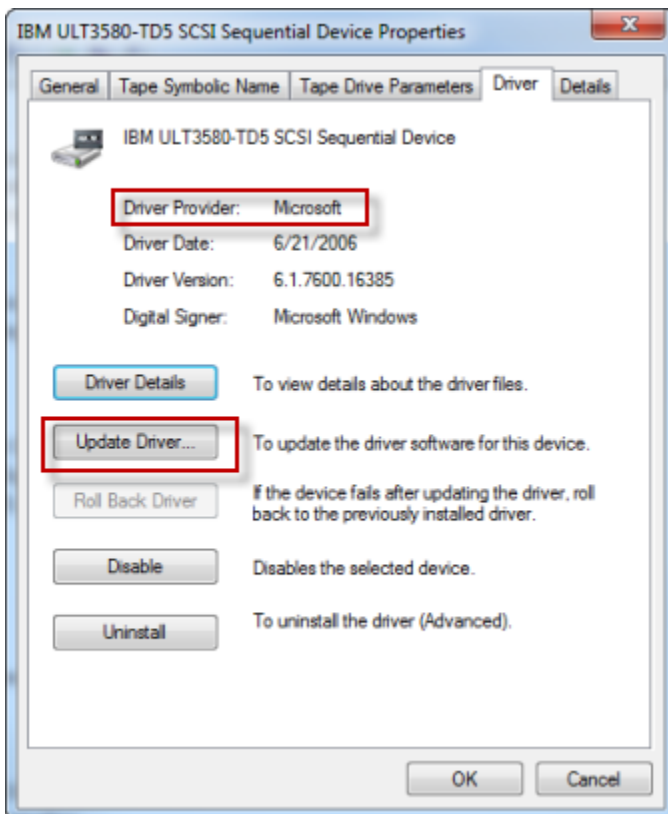 IBM ULT3580-TD5 SCSI Sequential Device Properties
General Tape Symbolic Name Tape Drive Parameters Driver Details
IBM ULT3580-TD5 SCSI Sequential Device
Driver Provider: Microsoft
Driver Date: 6/21/2006
Driver Version: 6.1.7600.16385
Digital Signer: Microsoft Windows
Driver Details To view details about the driver files.
Update Driver... To update the driver software for this device.
Roll Back Driver If the device fails after updating the driver, roll
back to the previously installed driver.
Disable Disables the selected device.
Uninstall To uninstall the driver (Advanced).
OK Cancel